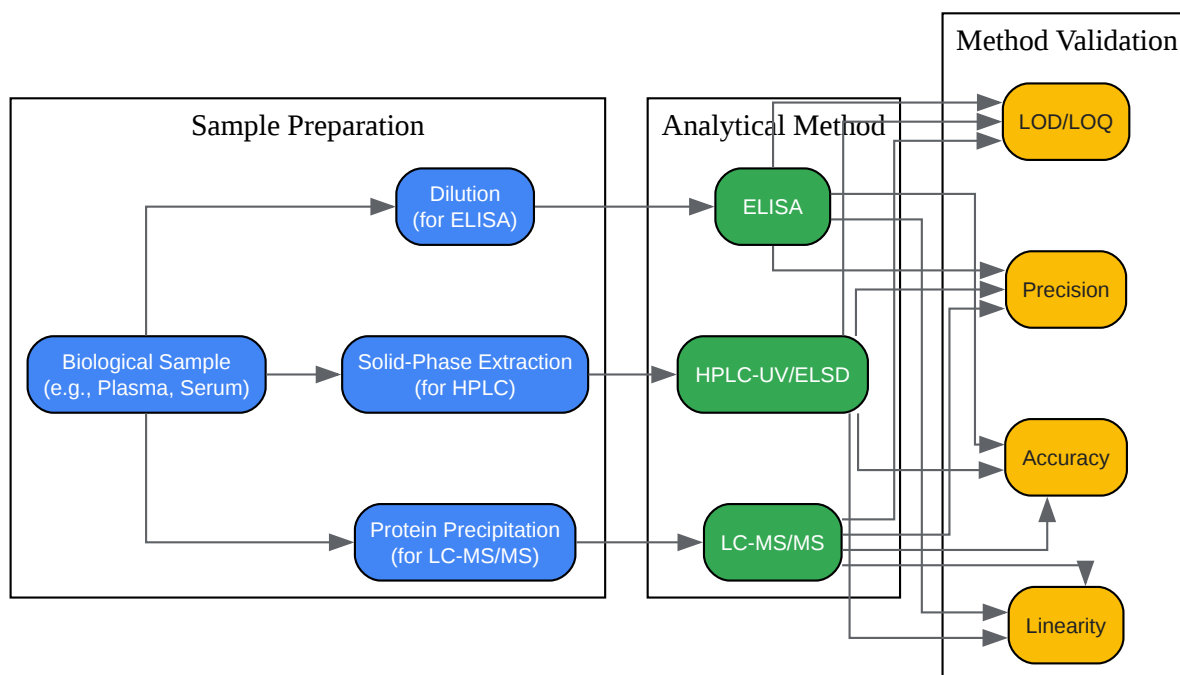 Sample Preparation
Biological Sample
(e.g., Plasma, Serum)
Dilution
(for ELISA)
Solid-Phase Extraction
(for HPLC)
Protein Precipitation
(for LC-MS/MS)
Analytical Method
ELISA
HPLC-UV/ELSD
LC-MS/MS
Method Validation
LOD/LOQ
Precision
Accuracy
Linearity